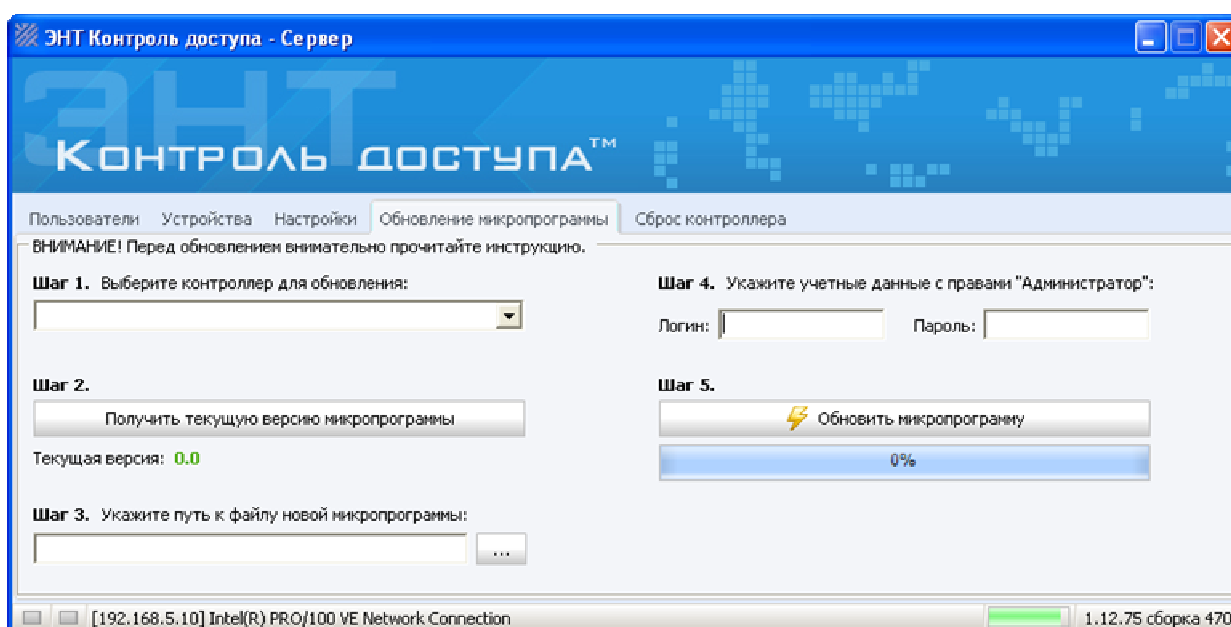 ЭНТ Контроль доступа - Сервер
ЭНТ
КОНТРОЛЬ ДОСТУПА™
Пользователи Устройства Настройки Обновление микропрограммы Сброс контроллера
ВНИМАНИЕ! Перед обновлением внимательно прочитайте инструкцию.
Шаг 1. Выберите контроллер для обновления:
Шаг 2.
Получить текущую версию микропрограммы
Текущая версия: 0.0
Шаг 3. Укажите путь к файлу новой микропрограммы:
...
Шаг 4. Укажите учетные данные с правами "Администратор":
Логин: Пароль:
Шаг 5.
Обновить микропрограмму
0%
[192.168.5.10] Intel(R) PRO/100 VE Network Connection 1.12.75 сборка 470